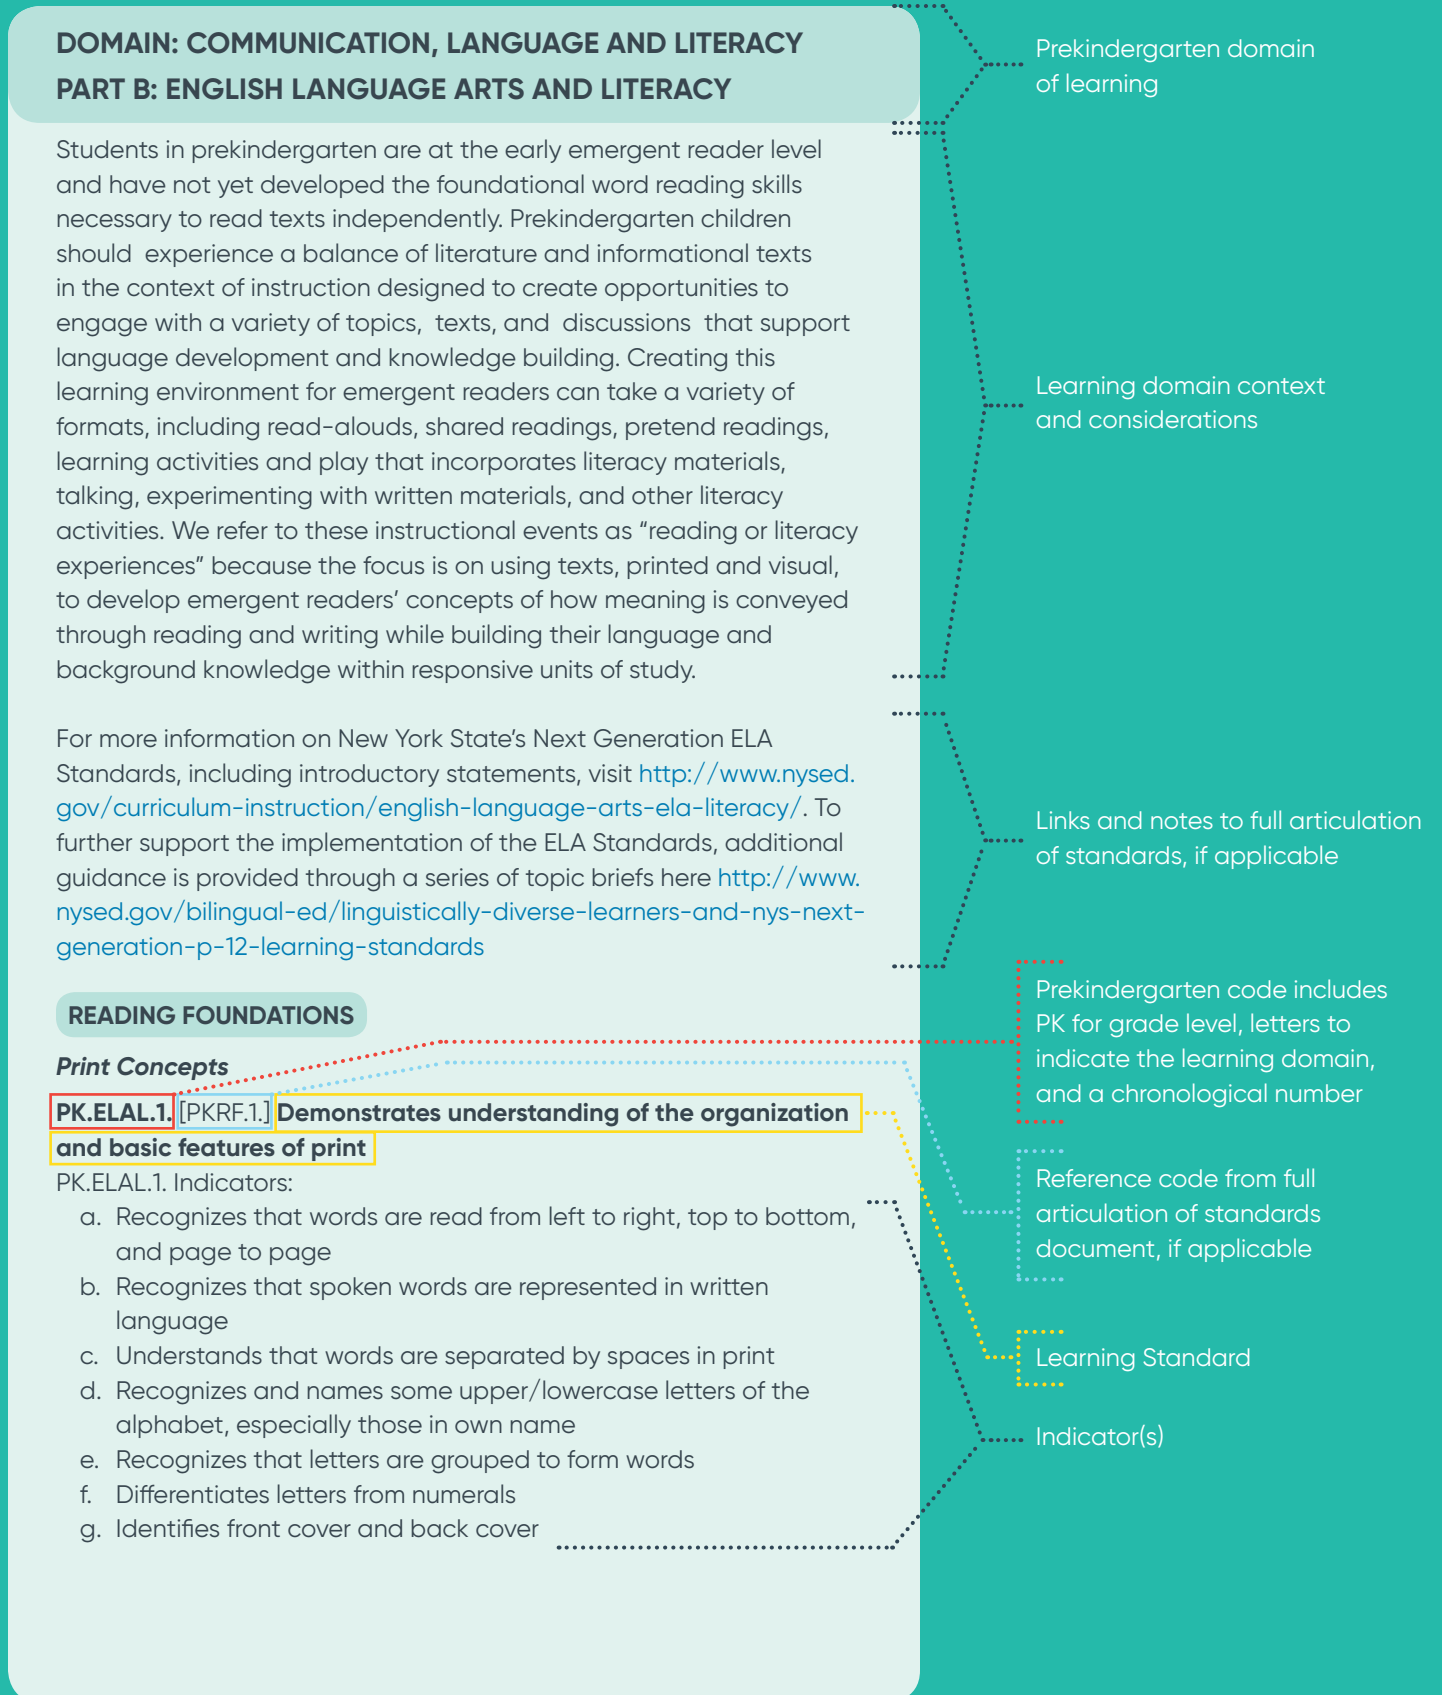 DOMAIN: COMMUNICATION, LANGUAGE AND LITERACY
PART B: ENGLISH LANGUAGE ARTS AND LITERACY
Students in prekindergarten are at the early emergent reader level
and have not yet developed the foundational word reading skills
necessary to read texts independently. Prekindergarten children
should experience a balance of literature and informational texts
in the context of instruction designed to create opportunities to
engage with a variety of topics, texts, and discussions that support
language development and knowledge building. Creating this
learning environment for emergent readers can take a variety of
formats, including read-alouds, shared readings, pretend readings,
learning activities and play that incorporates literacy materials,
talking, experimenting with written materials, and other literacy
activities. We refer to these instructional events as “reading or literacy
experiences” because the focus is on using texts, printed and visual,
to develop emergent readers’ concepts of how meaning is conveyed
through reading and writing while building their language and
background knowledge within responsive units of study.
For more information on New York State’s Next Generation ELA
Standards, including introductory statements, visit http://www.nysed.
gov/curriculum-instruction/english-language-arts-ela-literacy/. To
further support the implementation of the ELA Standards, additional
guidance is provided through a series of topic briefs here http://www.
nysed.gov/bilingual-ed/linguistically-diverse-learners-and-nys-next-
generation-p-12-learning-standards
READING FOUNDATIONS
Print Concepts
PK.ELAL.1. [PKRF.1.] Demonstrates understanding of the organization
and basic features of print
PK.ELAL.1. Indicators:
a. Recognizes that words are read from left to right, top to bottom,
and page to page
b. Recognizes that spoken words are represented in written
language
c. Understands that words are separated by spaces in print
d. Recognizes and names some upper/lowercase letters of the
alphabet, especially those in own name
e. Recognizes that letters are grouped to form words
f. Differentiates letters from numerals
g. Identifies front cover and back cover
Prekindergarten domain
of learning
Learning domain context
and considerations
Links and notes to full articulation
of standards, if applicable
Prekindergarten code includes
PK for grade level, letters to
indicate the learning domain,
and a chronological number
Reference code from full
articulation of standards
document, if applicable
Learning Standard
Indicator(s)